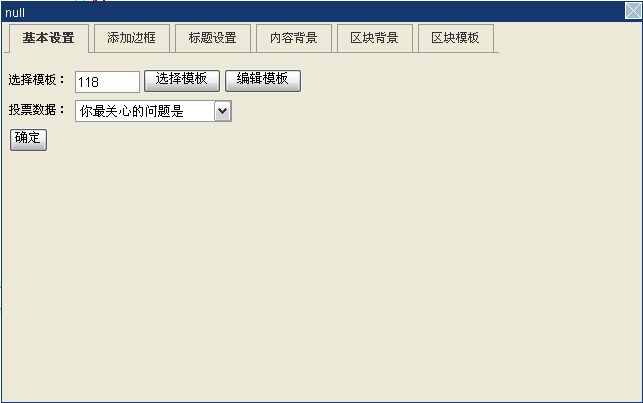 null
基本设置 添加边框 标题设置 内容背景 区块背景 区块模板
选择模板： 118 选择模板 编辑模板
投票数据： 你最关心的问题是
确定